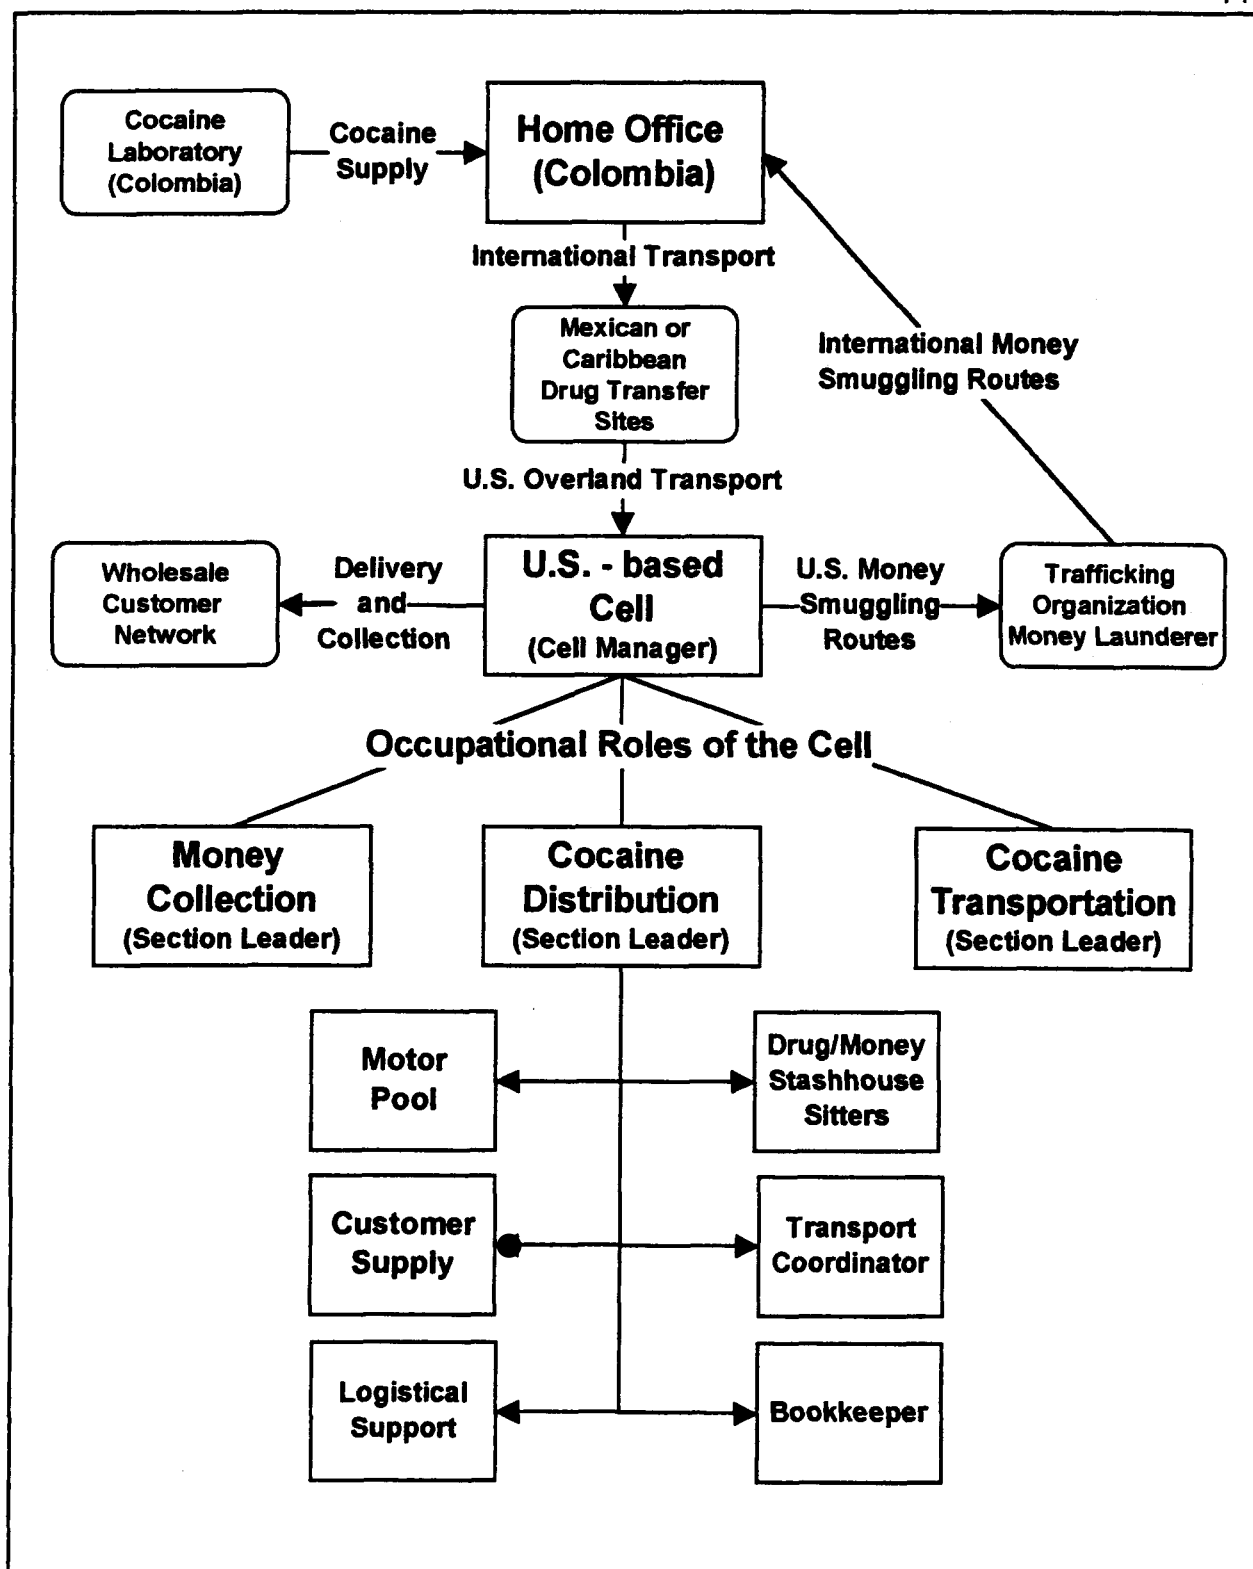 Cocaine
Laboratory
(Colombia)
Cocaine
Supply
Home Office
(Colombia)
International Transport
Mexican or
Caribbean
Drug Transfer
Sites
International Money
Smuggling Routes
U.S. Overland Transport
Wholesale
Customer
Network
Delivery
and
Collection
U.S. - based
Cell
(Cell Manager)
U.S. Money
Smuggling
Routes
Trafficking
Organization
Money Launderer
Occupational Roles of the Cell
Money
Collection
(Section Leader)
Cocaine
Distribution
(Section Leader)
Cocaine
Transportation
(Section Leader)
Motor
Pool
Drug/Money
Stashhouse
Sitters
Customer
Supply
Transport
Coordinator
Logistical
Support
Bookkeeper